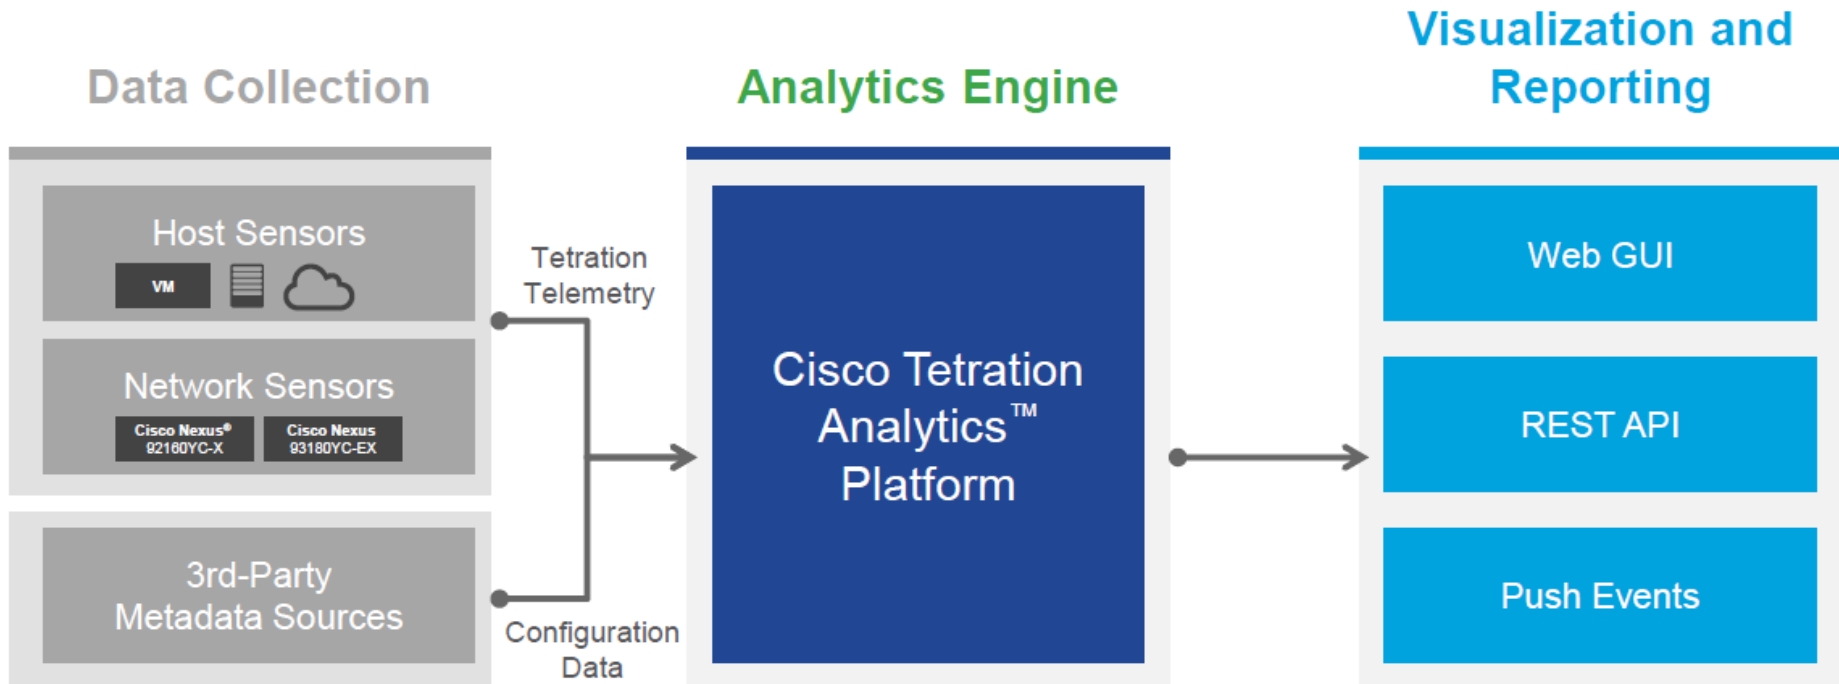 Data Collection
Host Sensors
VM
Network Sensors
Cisco Nexus®
92160YC-X
Cisco Nexus
93180YC-EX
3rd-Party
Metadata Sources
Tetration
Telemetry
Configuration
Data
Analytics Engine
Cisco Tetration
Analytics™
Platform
Visualization and
Reporting
Web GUI
REST API
Push Events